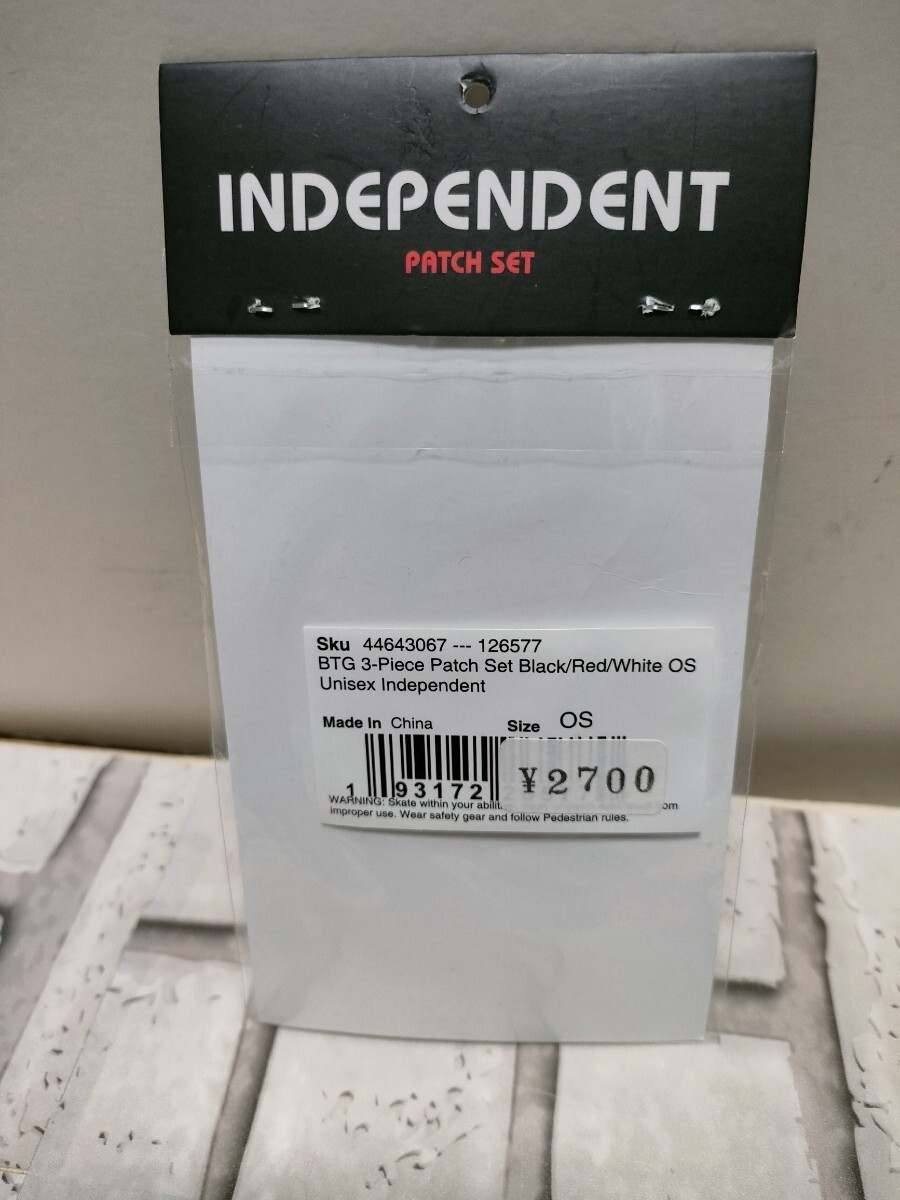 INDEPENDENT
PATCH SET
Sku 44643067 --- 126577
BTG 3-Piece Patch Set Black/Red/White OS
Unisex Independent
Made In China Size OS
1 93172
¥2700
WARNING: Skate within your om
improper use. Wear safety gear and follow Pedestrian rules.